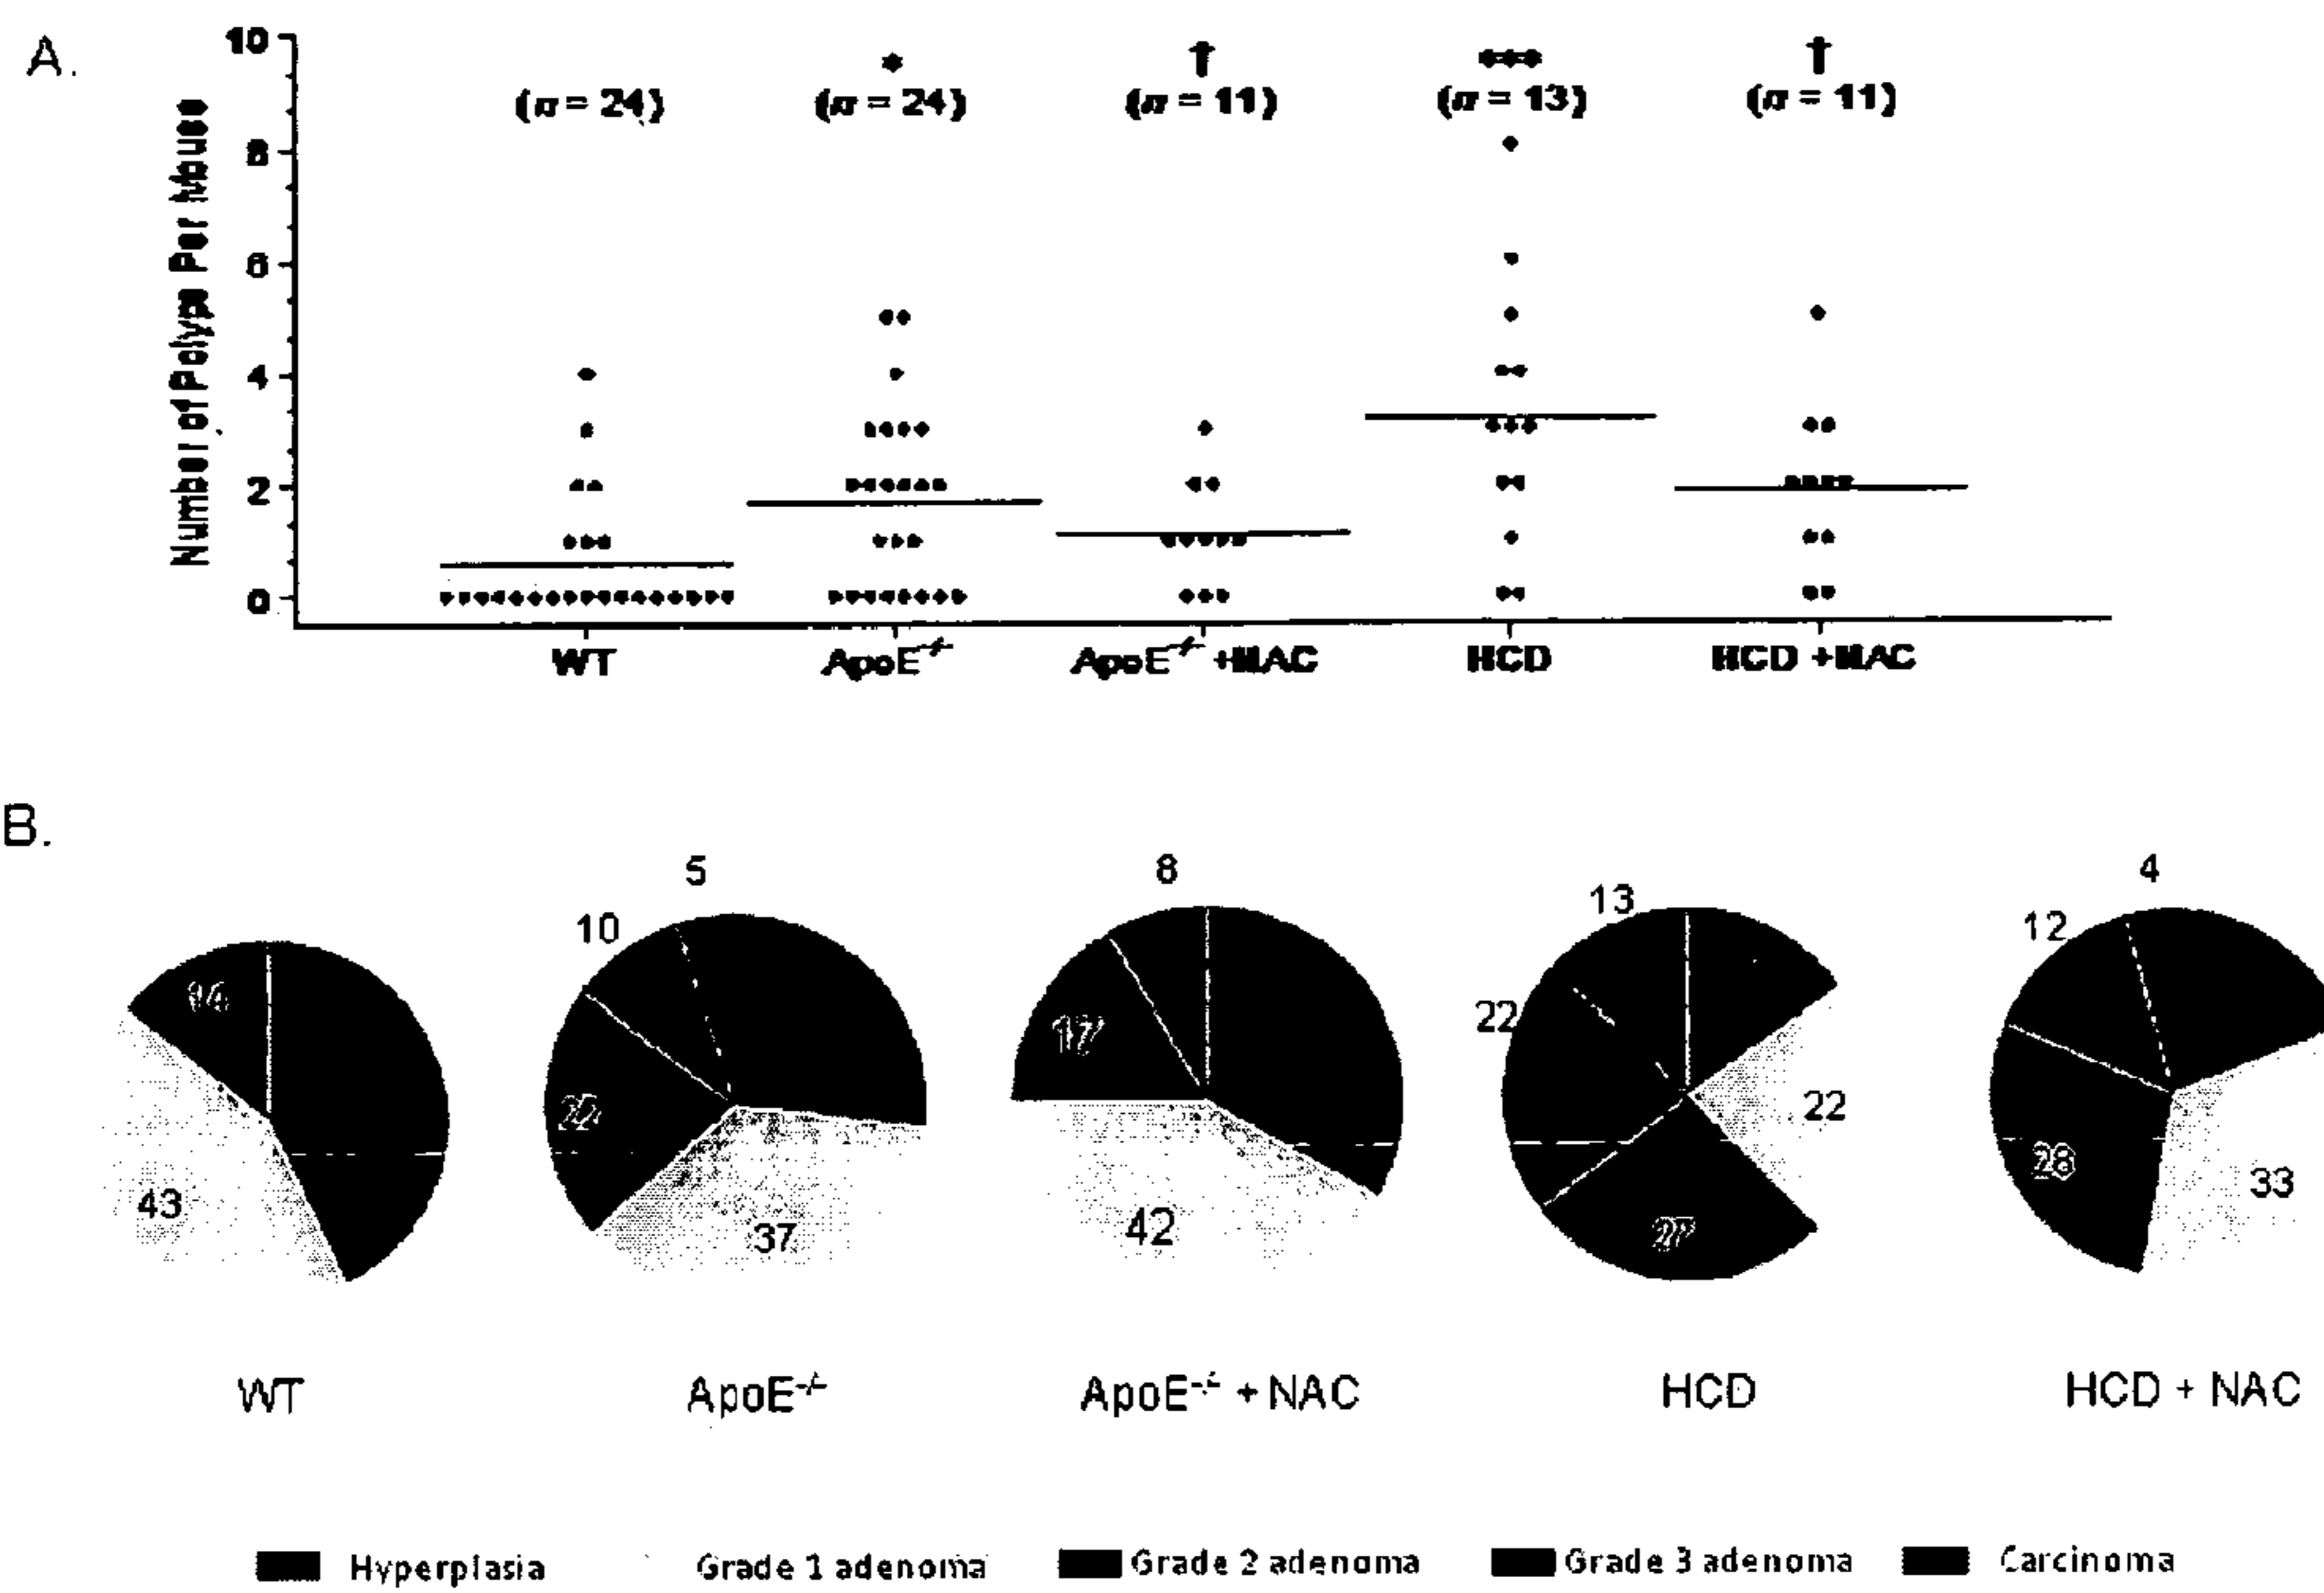 A.
10
8
6
4
2
0
Number of Polyps Per Mouse
*
†
***
†
(n = 24)
(n = 24)
(n = 11)
(n = 13)
(n = 11)
WT
ApoE-/-
ApoE-/- +NAC
HCD
HCD +NAC
B.
14
43
5
10
22
37
8
17
42
13
22
22
27
4
12
28
33
WT
ApoE-/-
ApoE-/- + NAC
HCD
HCD + NAC
Hyperplasia
Grade 1 adenoma
Grade 2 adenoma
Grade 3 adenoma
Carcinoma